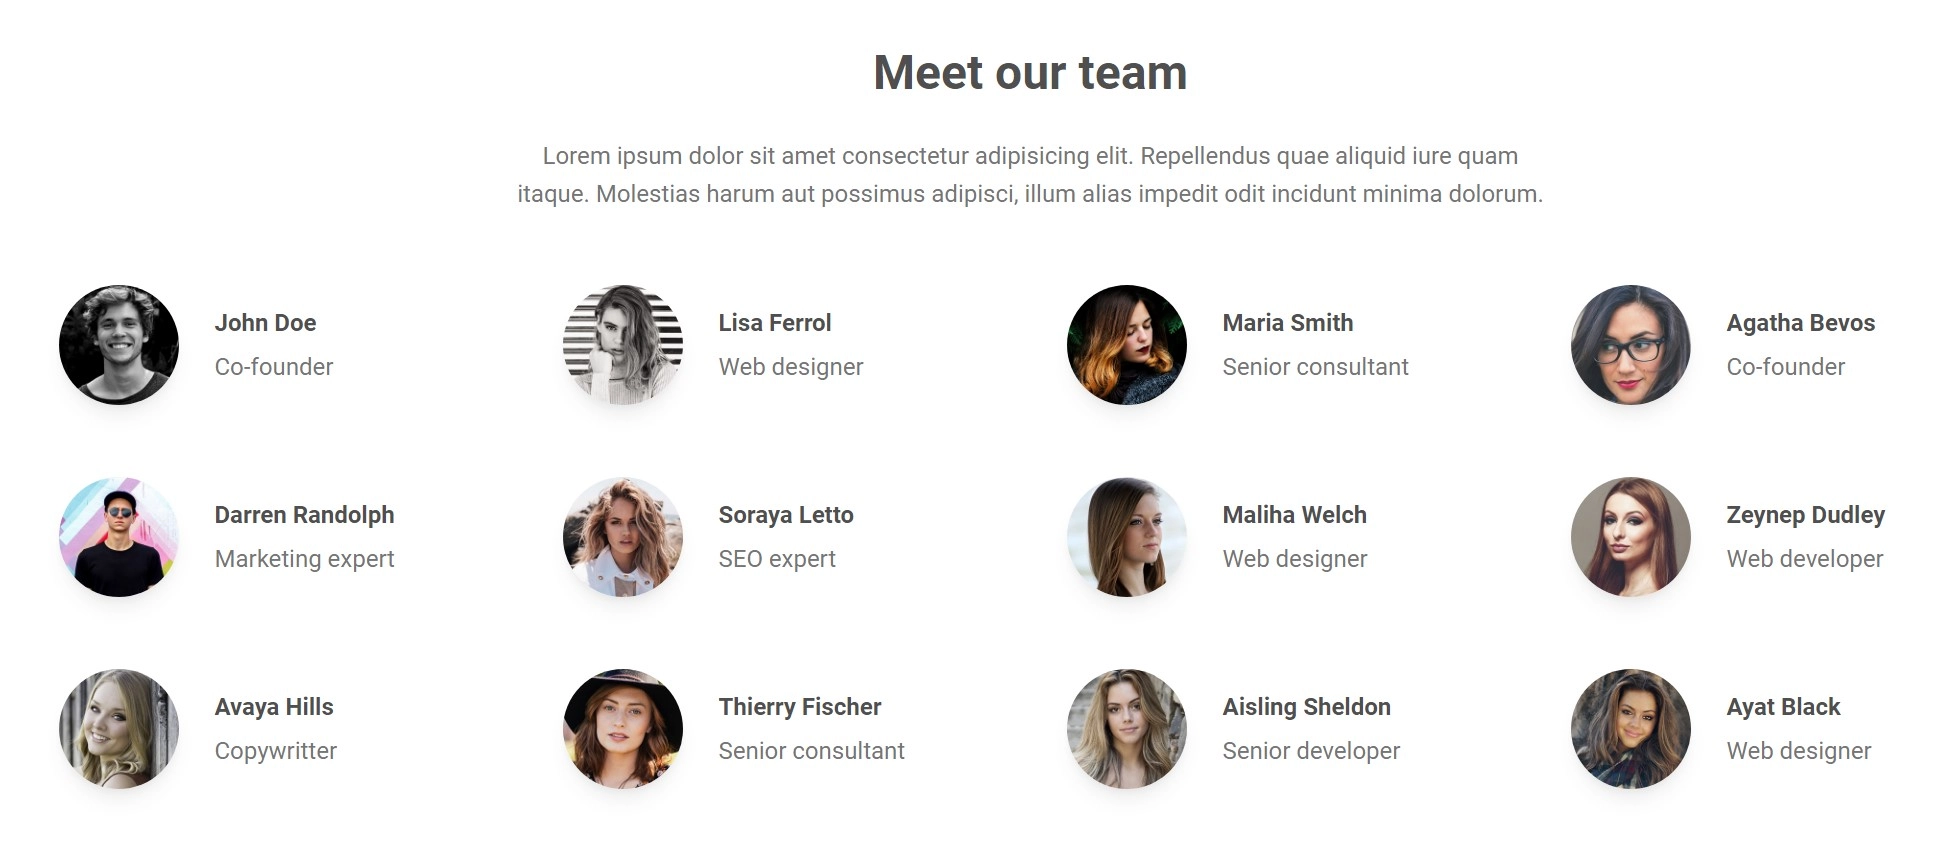 Meet our team
Lorem ipsum dolor sit amet consectetur adipisicing elit. Repellendus quae aliquid iure quam
itaque. Molestias harum aut possimus adipisci, illum alias impedit odit incidunt minima dolorum.
John Doe
Co-founder
Lisa Ferrol
Web designer
Maria Smith
Senior consultant
Agatha Bevos
Co-founder
Darren Randolph
Marketing expert
Soraya Letto
SEO expert
Maliha Welch
Web designer
Zeynep Dudley
Web developer
Avaya Hills
Copywritter
Thierry Fischer
Senior consultant
Aisling Sheldon
Senior developer
Ayat Black
Web designer